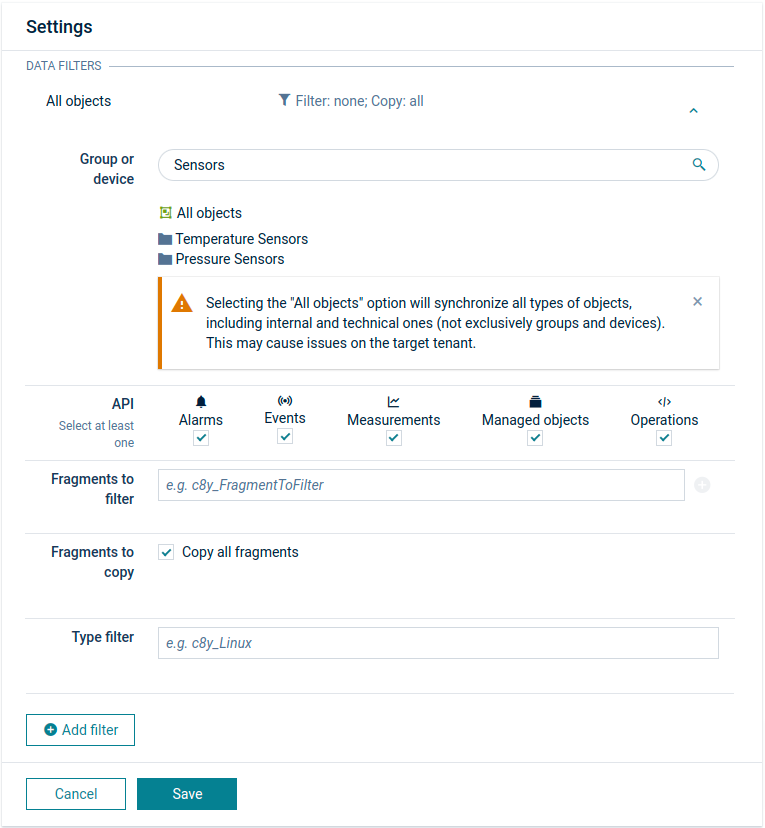 Settings
DATA FILTERS
All objects
Filter: none; Copy: all
Group or
device
Sensors
All objects
Temperature Sensors
Pressure Sensors
Selecting the "All objects" option will synchronize all types of objects,
including internal and technical ones (not exclusively groups and devices).
This may cause issues on the target tenant.
API
Select at least
one
Alarms
Events
Measurements
Managed objects
Operations
Fragments to
filter
e.g. c8y_FragmentToFilter
Fragments to
copy
Copy all fragments
Type filter
e.g. c8y_Linux
Add filter
Cancel
Save